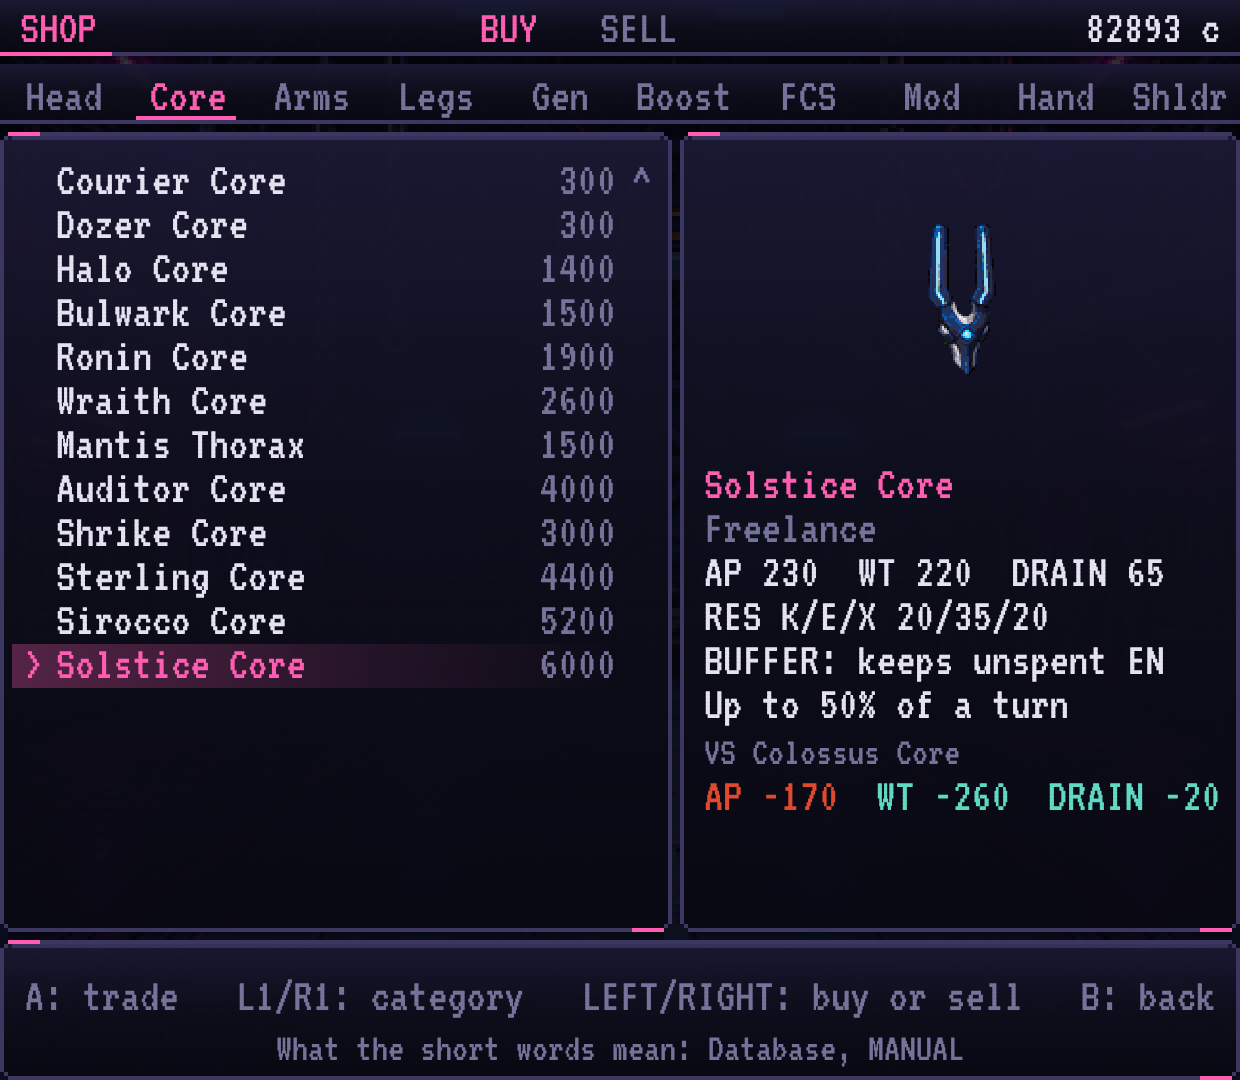 SHOP BUY SELL 82893 c
Head Core Arms Legs Gen Boost FCS Mod Hand Shldr
Courier Core 300 ^
Dozer Core 300
Halo Core 1400
Bulwark Core 1500
Ronin Core 1900
Wraith Core 2600
Mantis Thorax 1500
Auditor Core 4000
Shrike Core 3000
Sterling Core 4400
Sirocco Core 5200
> Solstice Core 6000
Solstice Core
Freelance
AP 230 WT 220 DRAIN 65
RES K/E/X 20/35/20
BUFFER: keeps unspent EN
Up to 50% of a turn
VS Colossus Core
AP -170 WT -260 DRAIN -20
A: trade L1/R1: category LEFT/RIGHT: buy or sell B: back
What the short words mean: Database, MANUAL